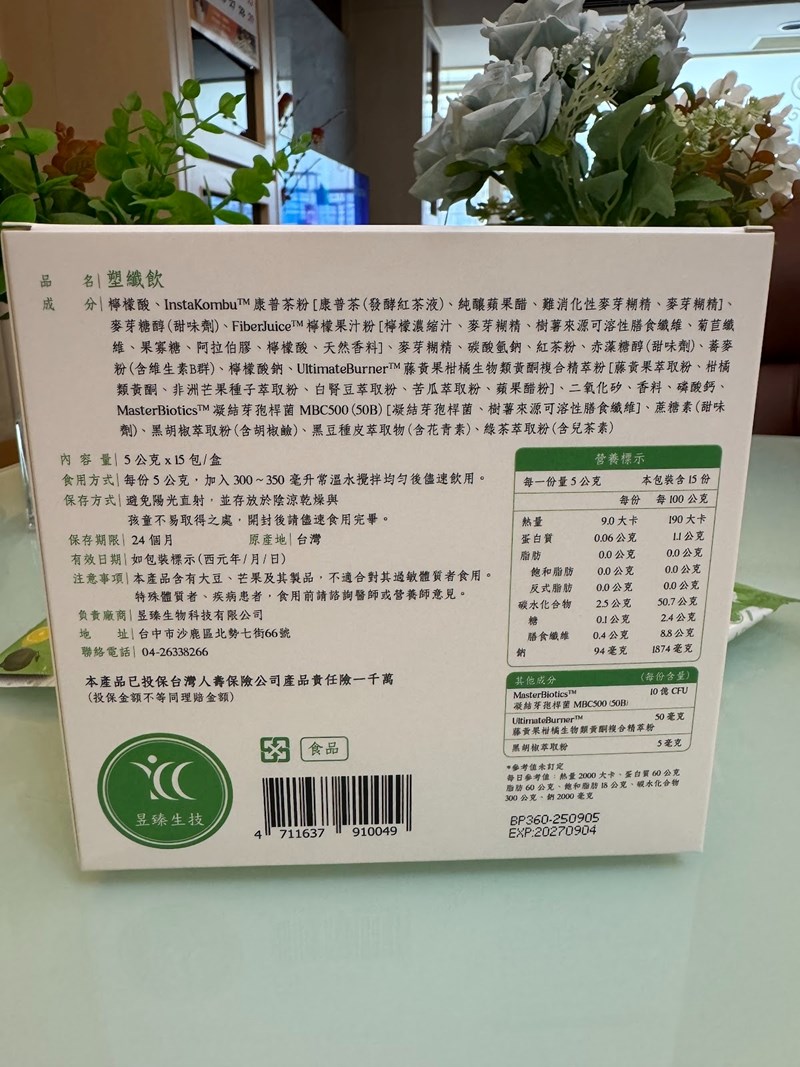 品 名 塑纖飲
成 分 檸檬酸、InstaKombu™ 康普茶粉 [康普茶(發酵紅茶液)、純釀蘋果醋、難消化性麥芽糊精、麥芽糊精]、
麥芽糖醇(甜味劑)、FiberJuice™ 檸檬果汁粉 [檸檬濃縮汁、麥芽糊精、樹薯來源可溶性膳食纖維、菊苣纖
維、果寡糖、阿拉伯膠、檸檬酸、天然香料]、麥芽糊精、碳酸氫鈉、紅茶粉、赤藻糖醇(甜味劑)、蕎麥
粉(含維生素B群)、檸檬酸鈉、UltimateBurner™ 藤黃果柑橘生物類黃酮複合精萃粉 [藤黃果萃取粉、柑橘
類黃酮、非洲芒果種子萃取粉、白腎豆萃取粉、苦瓜萃取粉、蘋果醋粉]、二氧化矽、香料、磷酸鈣、
MasterBiotics™ 凝結芽孢桿菌 MBC500 (50B) [凝結芽孢桿菌、樹薯來源可溶性膳食纖維]、蔗糖素(甜味
劑)、黑胡椒萃取粉(含胡椒鹼)、黑豆種皮萃取物(含花青素)、綠茶萃取粉(含兒茶素)
內 容 量 5 公克 x 15 包/盒
食用方式 每份 5 公克，加入 300～350 毫升常溫水攪拌均勻後儘速飲用。
保存方式 避免陽光直射，並存放於陰涼乾燥與
孩童不易取得之處，開封後請儘速食用完畢。
保存期限 24 個月 原產地 台灣
有效日期 如包裝標示(西元年/月/日)
注意事項 本產品含有大豆、芒果及其製品，不適合對其過敏體質者食用。
特殊體質者、疾病患者，食用前請諮詢醫師或營養師意見。
負責廠商 昱臻生物科技有限公司
地 址 台中市沙鹿區北勢七街66號
聯絡電話 04-26338266
本產品已投保台灣人壽保險公司產品責任險一千萬
(投保金額不等同理賠金額)
昱臻生技
食品
4 711637 910049
營養標示
每一份量 5 公克 本包裝含 15 份
每份 每 100 公克
熱量 9.0 大卡 190 大卡
蛋白質 0.06 公克 1.1 公克
脂肪 0.0 公克 0.0 公克
飽和脂肪 0.0 公克 0.0 公克
反式脂肪 0.0 公克 0.0 公克
碳水化合物 2.5 公克 50.7 公克
糖 0.1 公克 2.4 公克
膳食纖維 0.4 公克 8.8 公克
鈉 94 毫克 1874 毫克
其他成分 (每份含量)
MasterBiotics™ 10 億 CFU
凝結芽孢桿菌 MBC500 (50B)
UltimateBurner™ 50 毫克
藤黃果柑橘生物類黃酮複合精萃粉
黑胡椒萃取粉 5 毫克
*參考值未訂定
每日參考值：熱量 2000 大卡、蛋白質 60 公克
脂肪 60 公克、飽和脂肪 18 公克、碳水化合物
300 公克、鈉 2000 毫克
BP360-250905
EXP:20270904